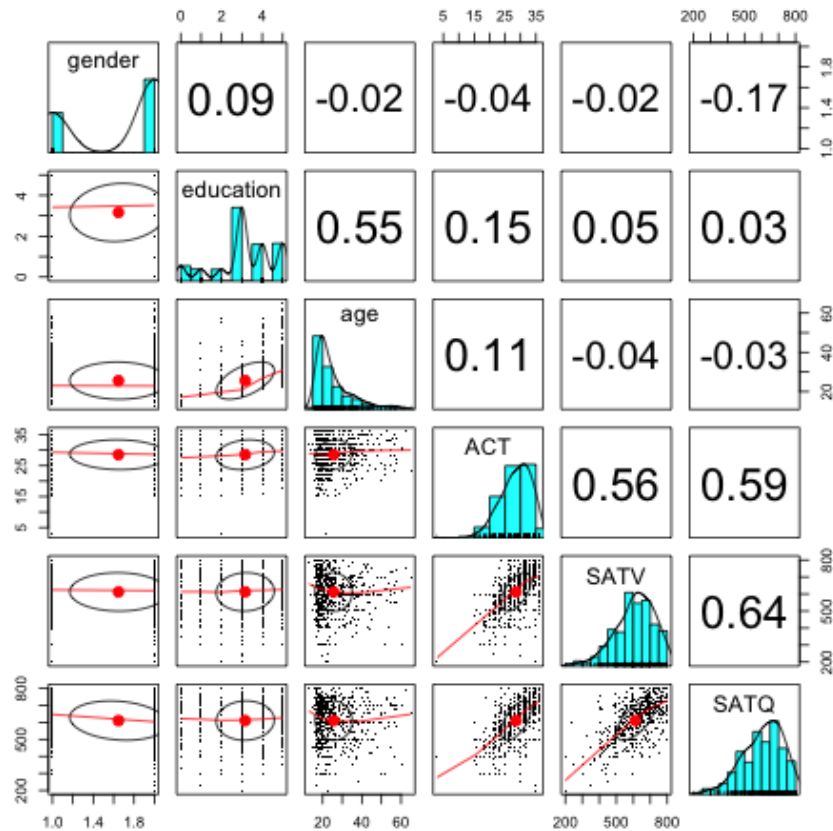 0 2 4 5 15 25 35 200 500 800
gender 0.09 -0.02 -0.04 -0.02 -0.17 1.0 1.4 1.8
0 2 4 education 0.55 0.15 0.05 0.03
age 0.11 -0.04 -0.03 20 40 60
5 15 25 35 ACT 0.56 0.59
SATV 0.64 200 500 800
200 500 800 SATQ
1.0 1.4 1.8 20 40 60 200 500 800